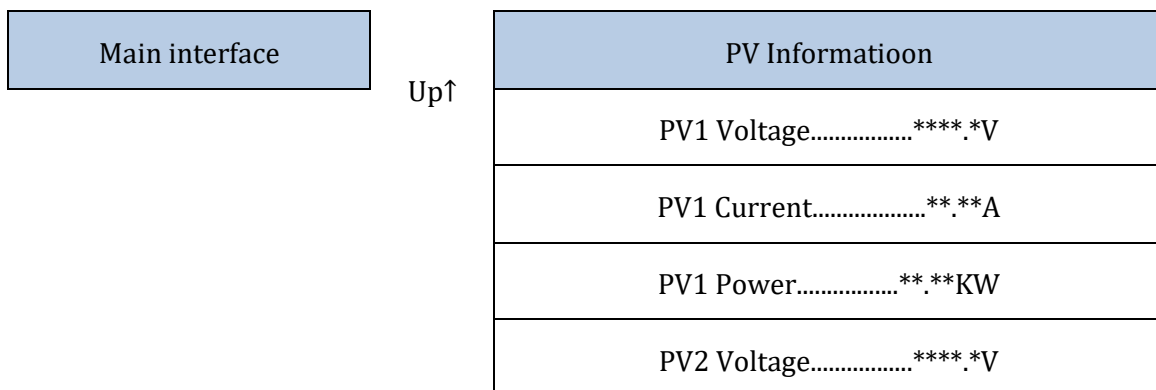 Main interface
Up↑
PV Informatioon
PV1 Voltage.................****.*V
PV1 Current...................**.**A
PV1 Power.................**.**KW
PV2 Voltage.................****.*V